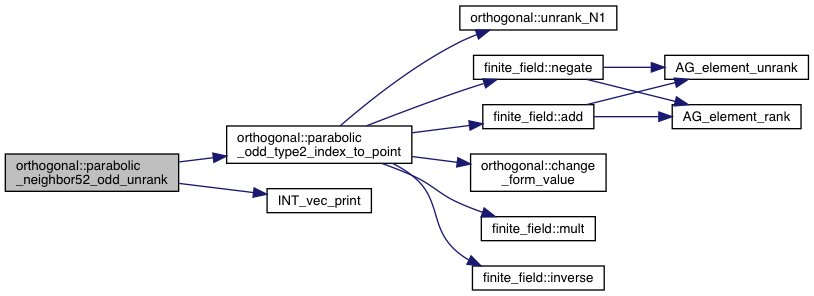 orthogonal::parabolic
_neighbor52_odd_unrank
orthogonal::parabolic
_odd_type2_index_to_point
INT_vec_print
orthogonal::unrank_N1
finite_field::negate
finite_field::add
orthogonal::change
_form_value
finite_field::mult
finite_field::inverse
AG_element_unrank
AG_element_rank